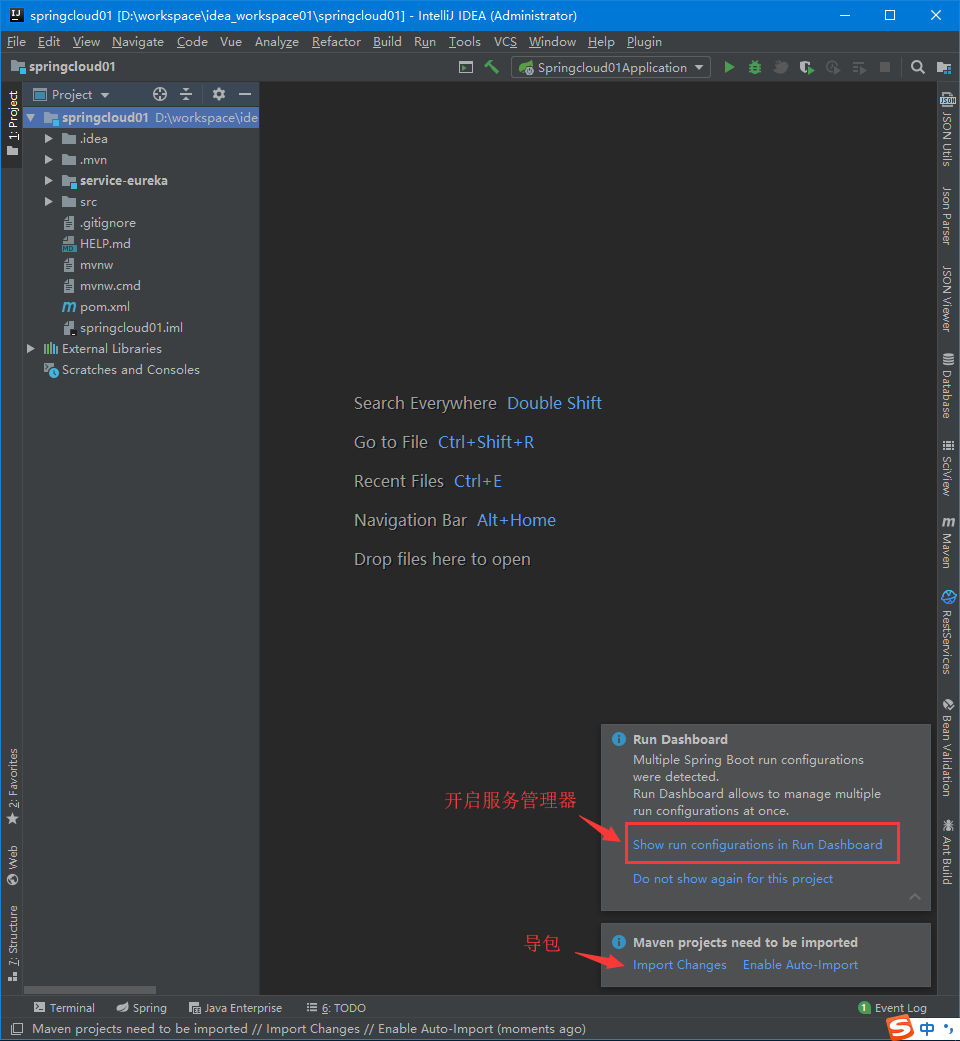 springcloud01 [D:\workspace\idea_workspace01\springcloud01] - IntelliJ IDEA (Administrator)
File Edit View Navigate Code Vue Analyze Refactor Build Run Tools VCS Window Help Plugin
springcloud01
Springcloud01Application
1: Project
Project
springcloud01 D:\workspace\ide
.idea
.mvn
service-eureka
src
.gitignore
HELP.md
mvnw
mvnw.cmd
pom.xml
springcloud01.iml
External Libraries
Scratches and Consoles
Search Everywhere Double Shift
Go to File Ctrl+Shift+R
Recent Files Ctrl+E
Navigation Bar Alt+Home
Drop files here to open
JSON Utils
Json Parser
JSON Viewer
Database
SciView
Maven
RestServices
Bean Validation
Ant Build
2: Favorites
Web
7: Structure
Run Dashboard
Multiple Spring Boot run configurations
were detected.
Run Dashboard allows to manage multiple
run configurations at once.
开启服务管理器
Show run configurations in Run Dashboard
Do not show again for this project
导包
Maven projects need to be imported
Import Changes Enable Auto-Import
Terminal Spring Java Enterprise 6: TODO
1 Event Log
Maven projects need to be imported // Import Changes // Enable Auto-Import (moments ago)
中